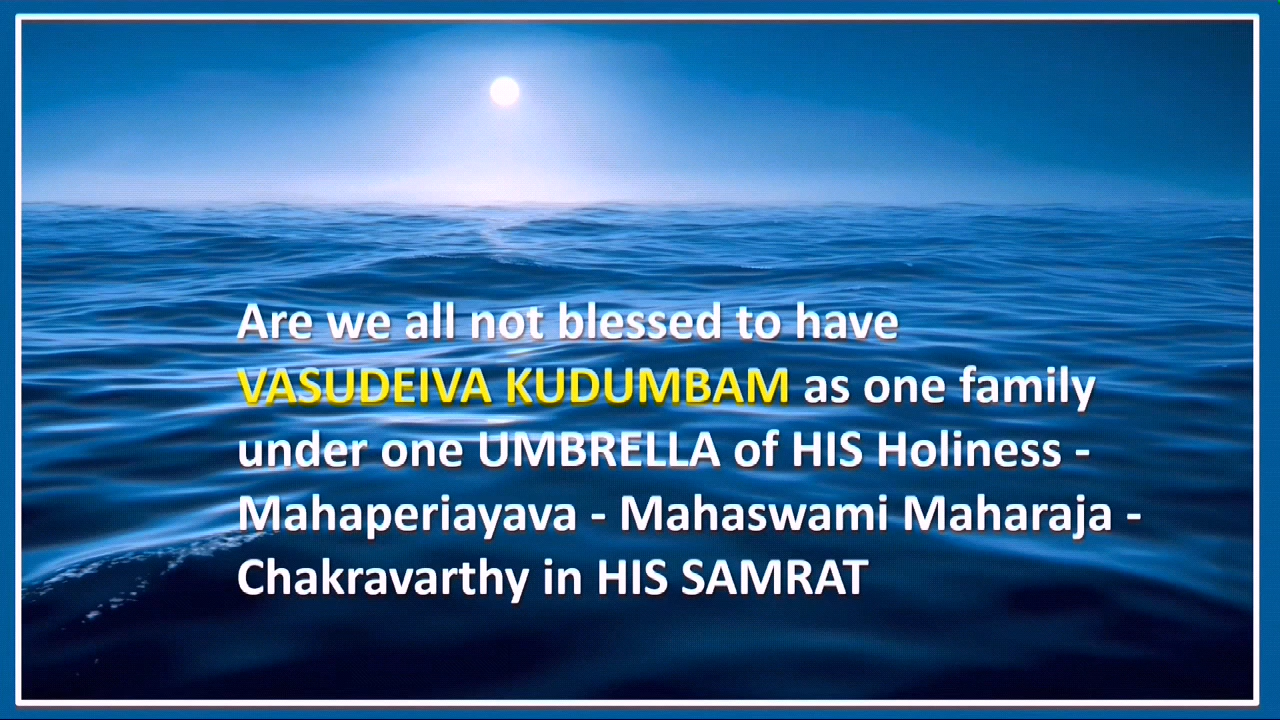 Are we all not blessed to have
VASUDEIVA KUDUMBAM as one family
under one UMBRELLA of HIS Holiness -
Mahaperiayava - Mahaswami Maharaja -
Chakravarthy in HIS SAMRAT